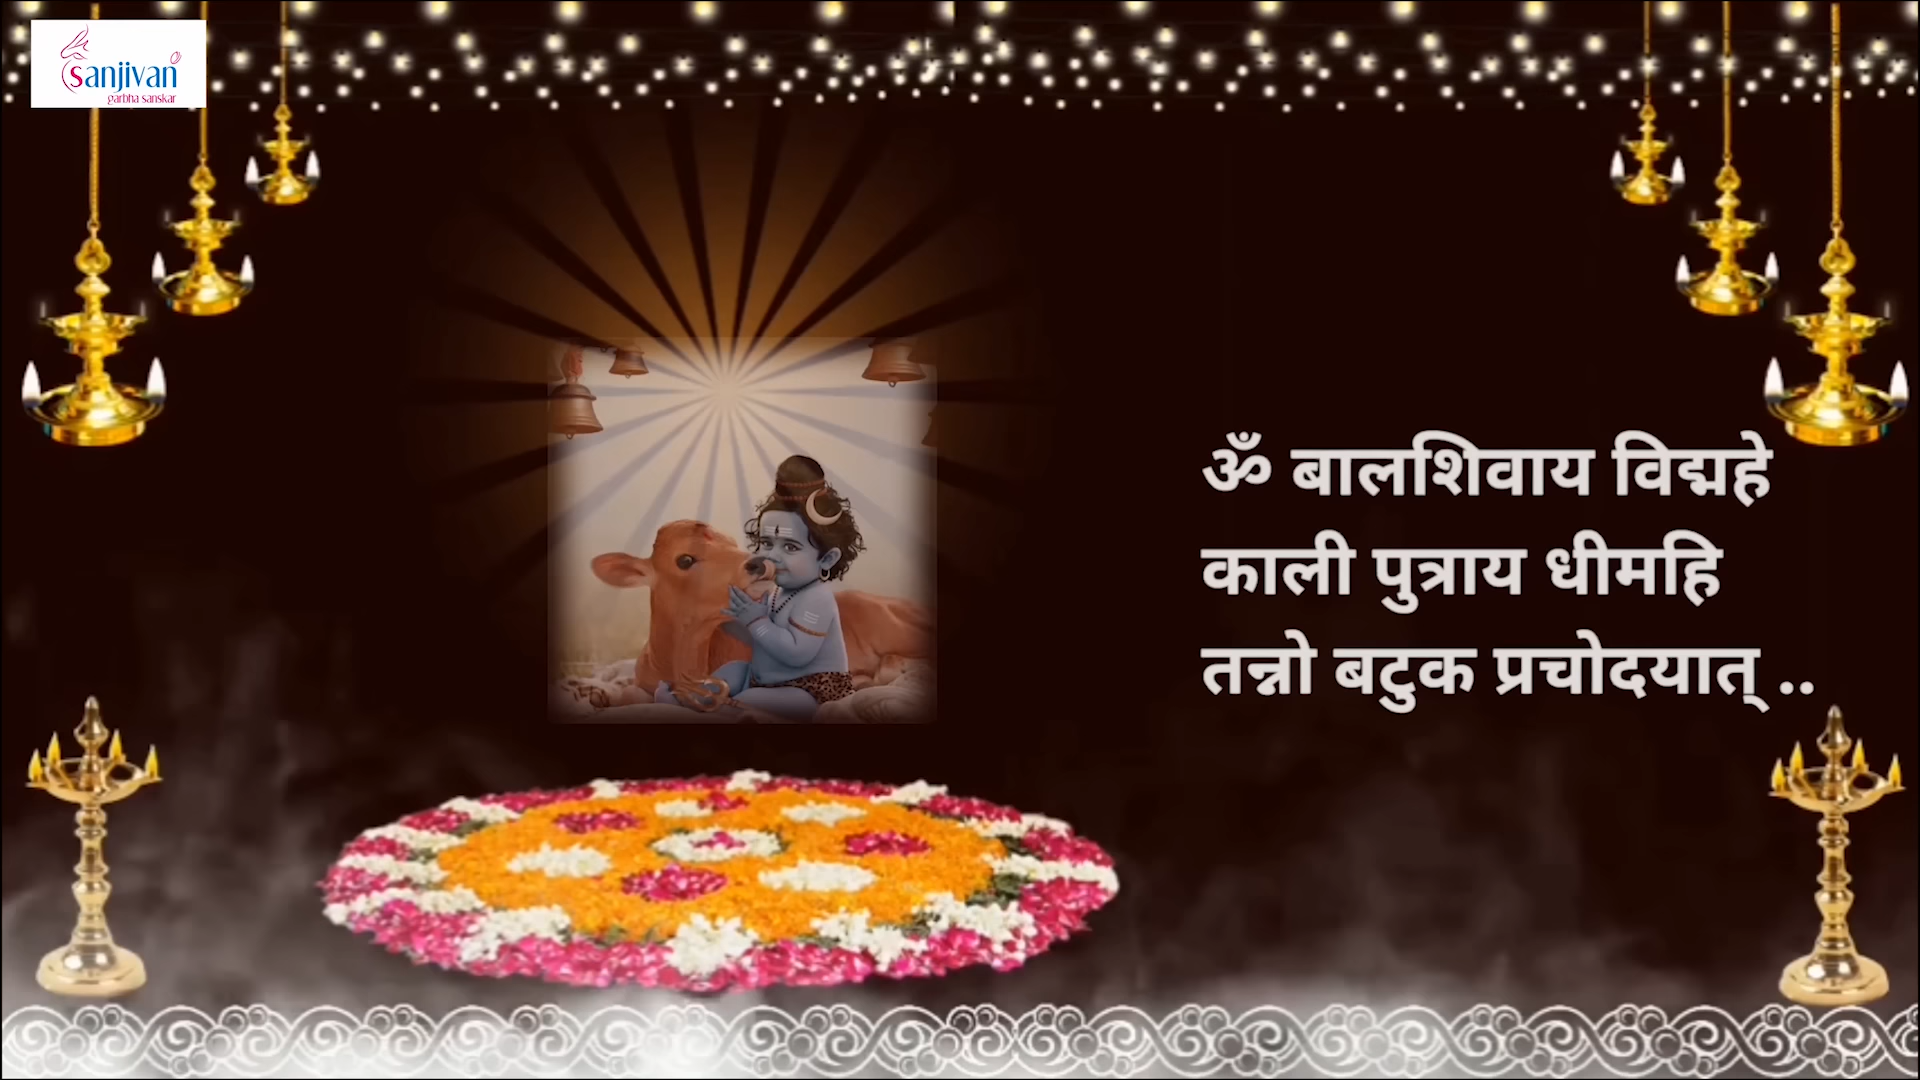 sanjivan
garbha sanskar
ॐ बालशिवाय विद्महे
काली पुत्राय धीमहि
तन्नो बटुक प्रचोदयात् ..